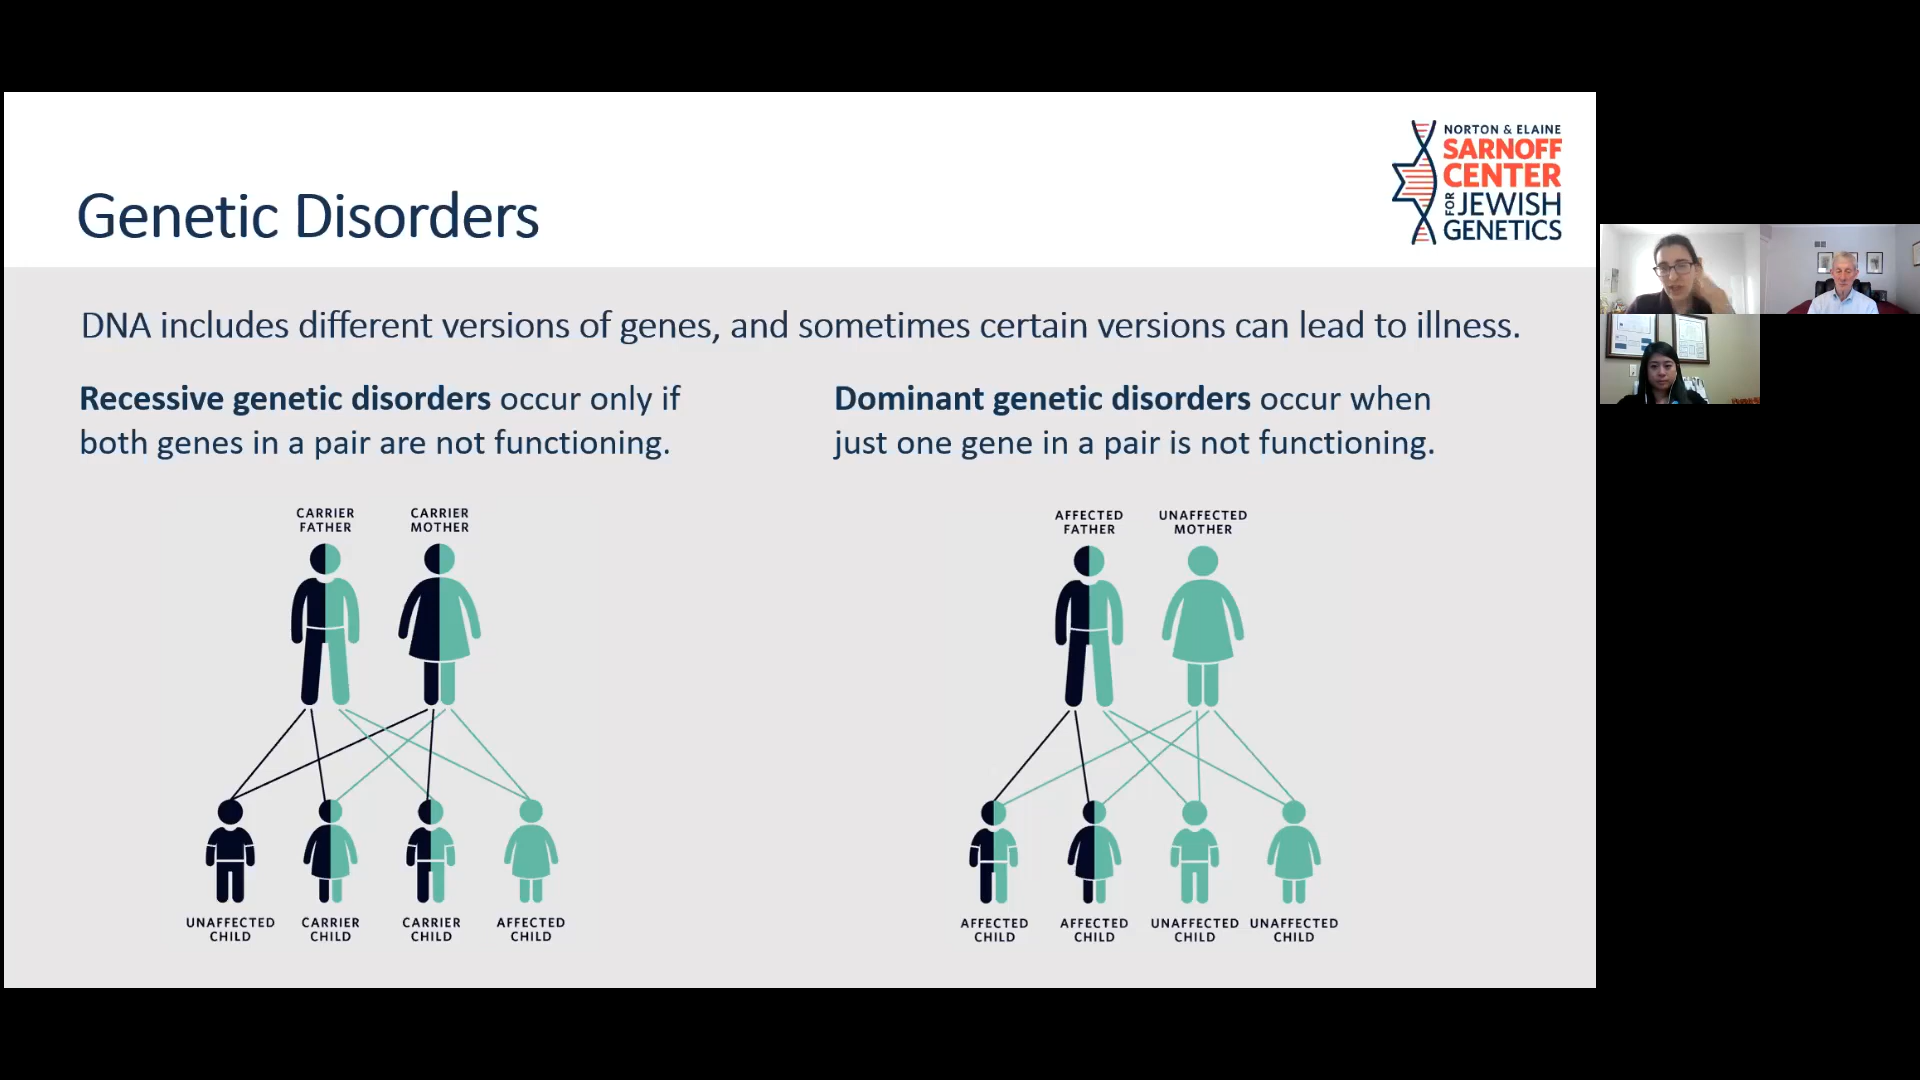 NORTON & ELAINE
SARNOFF
CENTER
FOR JEWISH
GENETICS
Genetic Disorders
DNA includes different versions of genes, and sometimes certain versions can lead to illness.
Recessive genetic disorders occur only if
both genes in a pair are not functioning.
Dominant genetic disorders occur when
just one gene in a pair is not functioning.
CARRIER
FATHER
CARRIER
MOTHER
UNAFFECTED
CHILD
CARRIER
CHILD
CARRIER
CHILD
AFFECTED
CHILD
AFFECTED
FATHER
UNAFFECTED
MOTHER
AFFECTED
CHILD
AFFECTED
CHILD
UNAFFECTED
CHILD
UNAFFECTED
CHILD